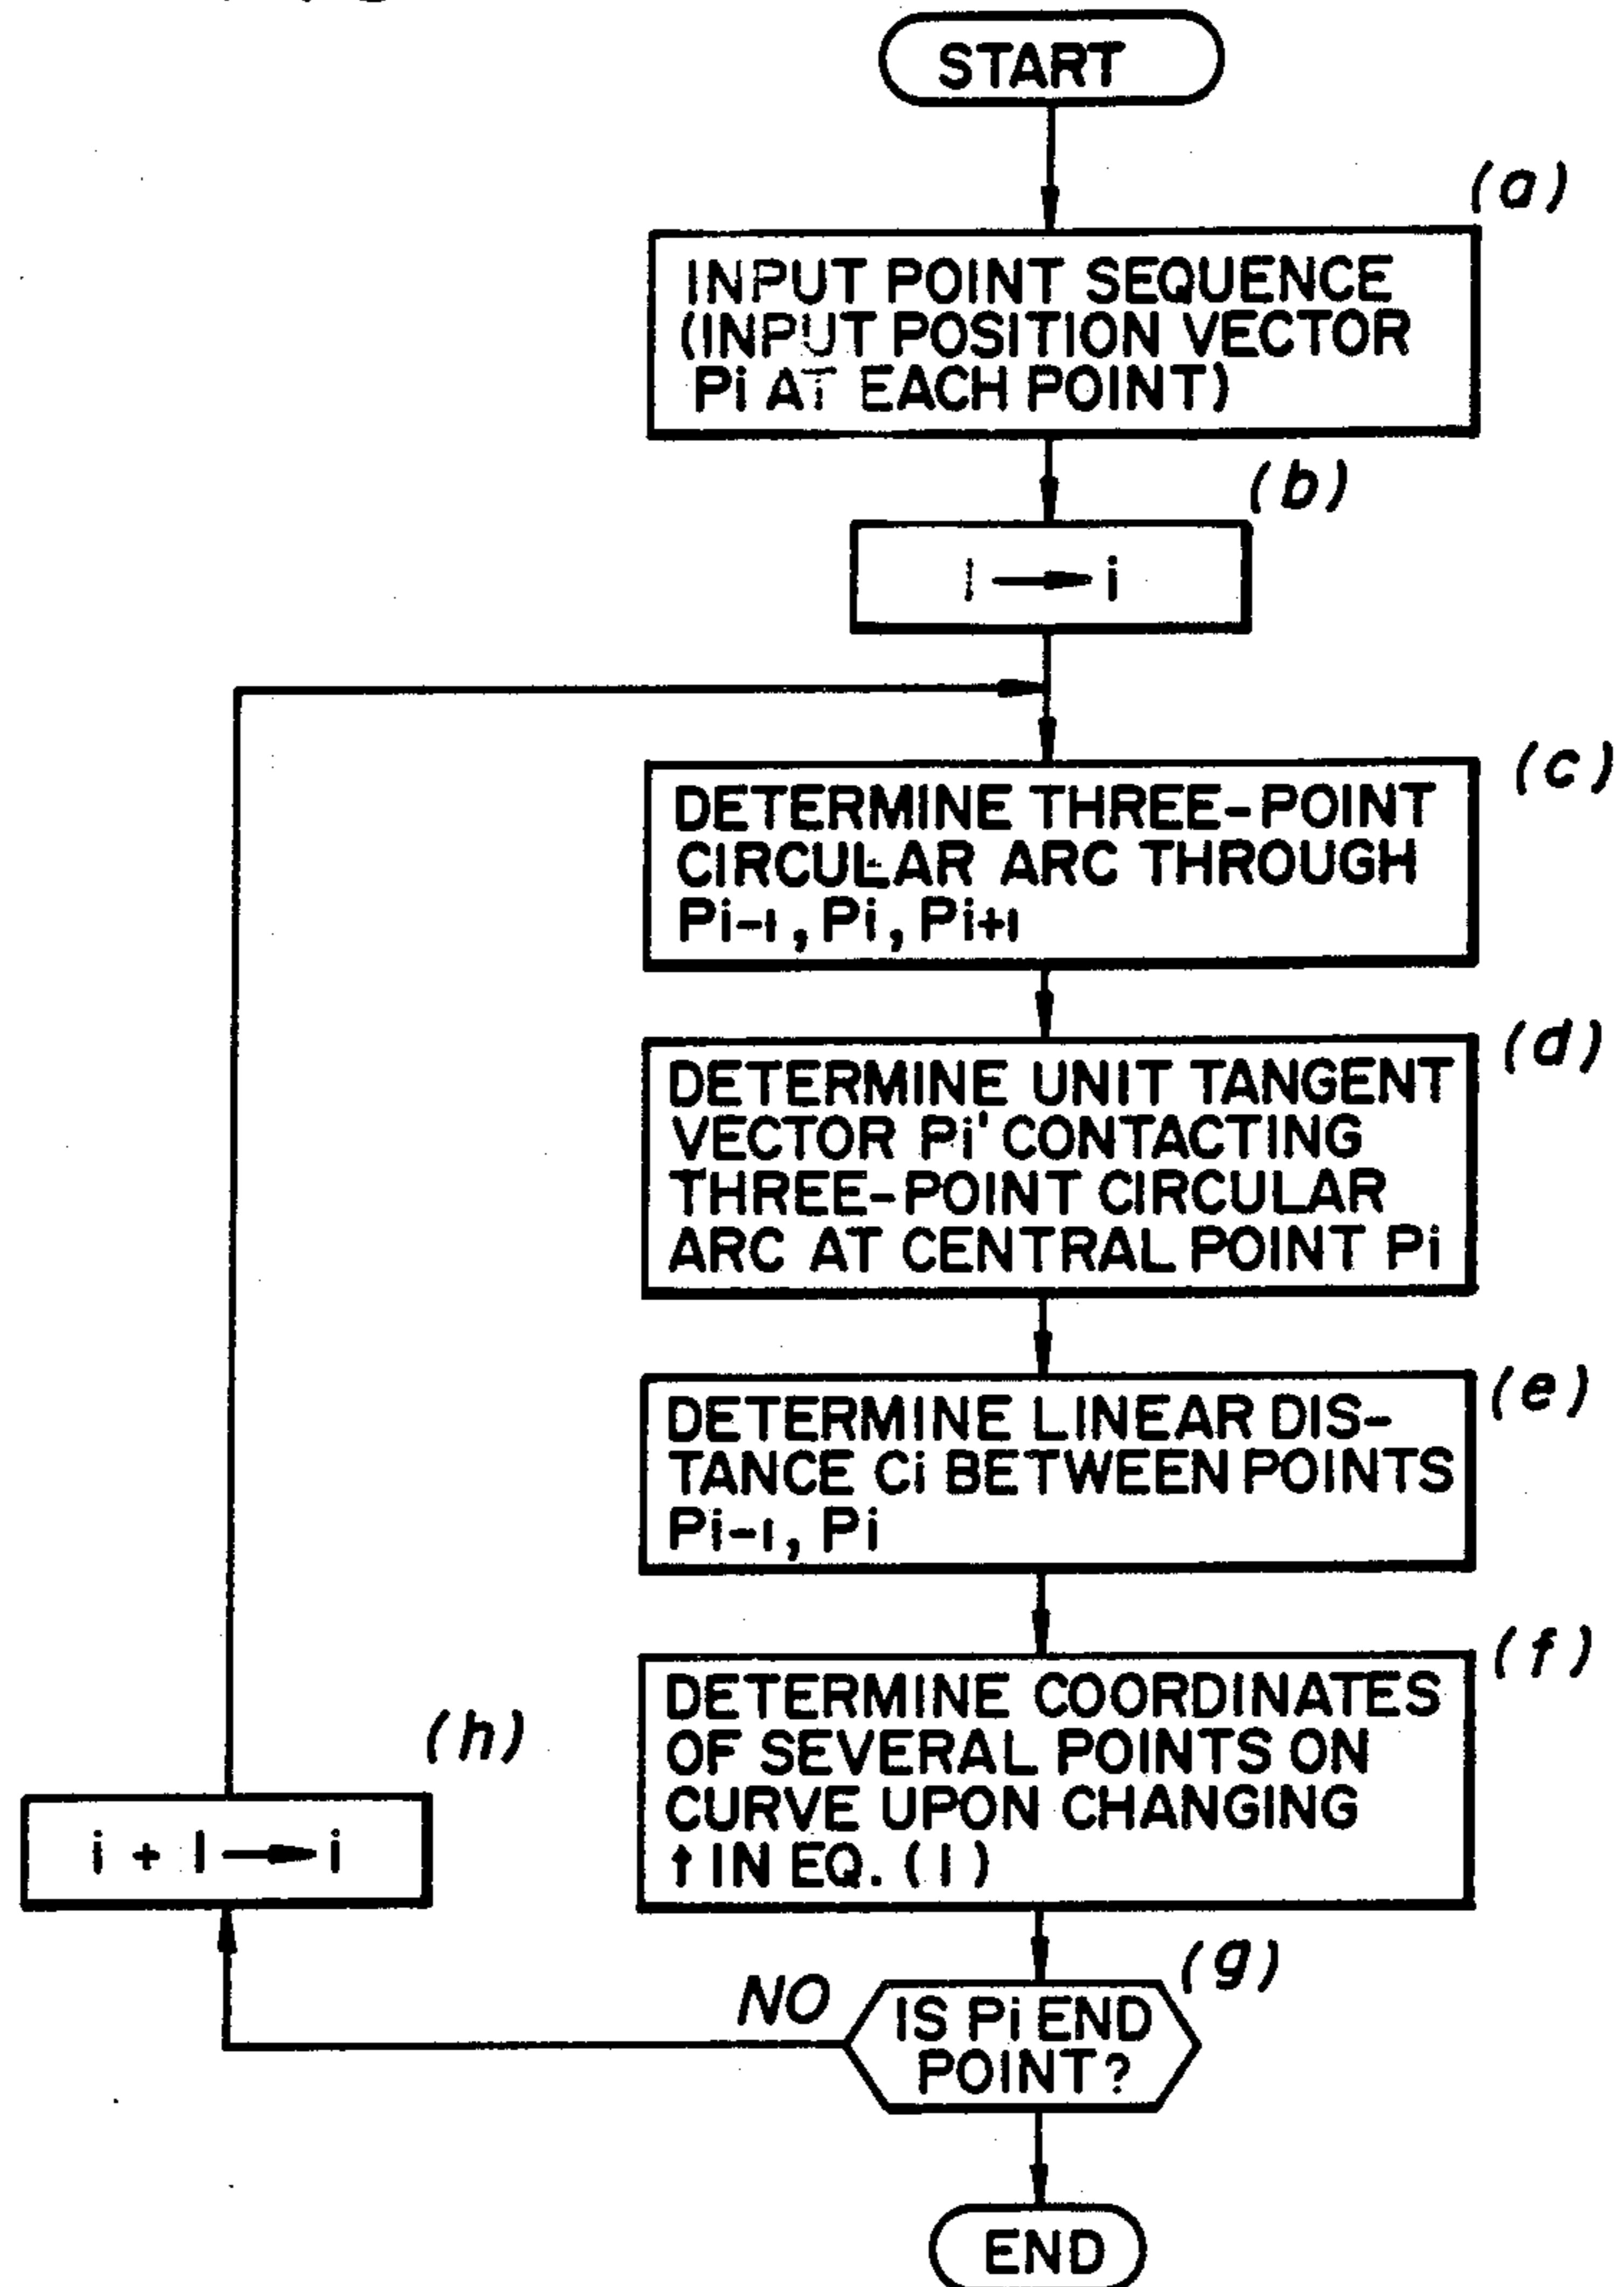 START
(a)
INPUT POINT SEQUENCE
(INPUT POSITION VECTOR
Pi AT EACH POINT)
(b)
1 → i
(c)
DETERMINE THREE-POINT
CIRCULAR ARC THROUGH
Pi-1, Pi, Pi+1
(d)
DETERMINE UNIT TANGENT
VECTOR Pi' CONTACTING
THREE-POINT CIRCULAR
ARC AT CENTRAL POINT Pi
(e)
DETERMINE LINEAR DIS-
TANCE Ci BETWEEN POINTS
Pi-1, Pi
(f)
DETERMINE COORDINATES
OF SEVERAL POINTS ON
CURVE UPON CHANGING
t IN EQ. (1)
(h)
i + 1 → i
(g)
NO
IS Pi END
POINT?
END